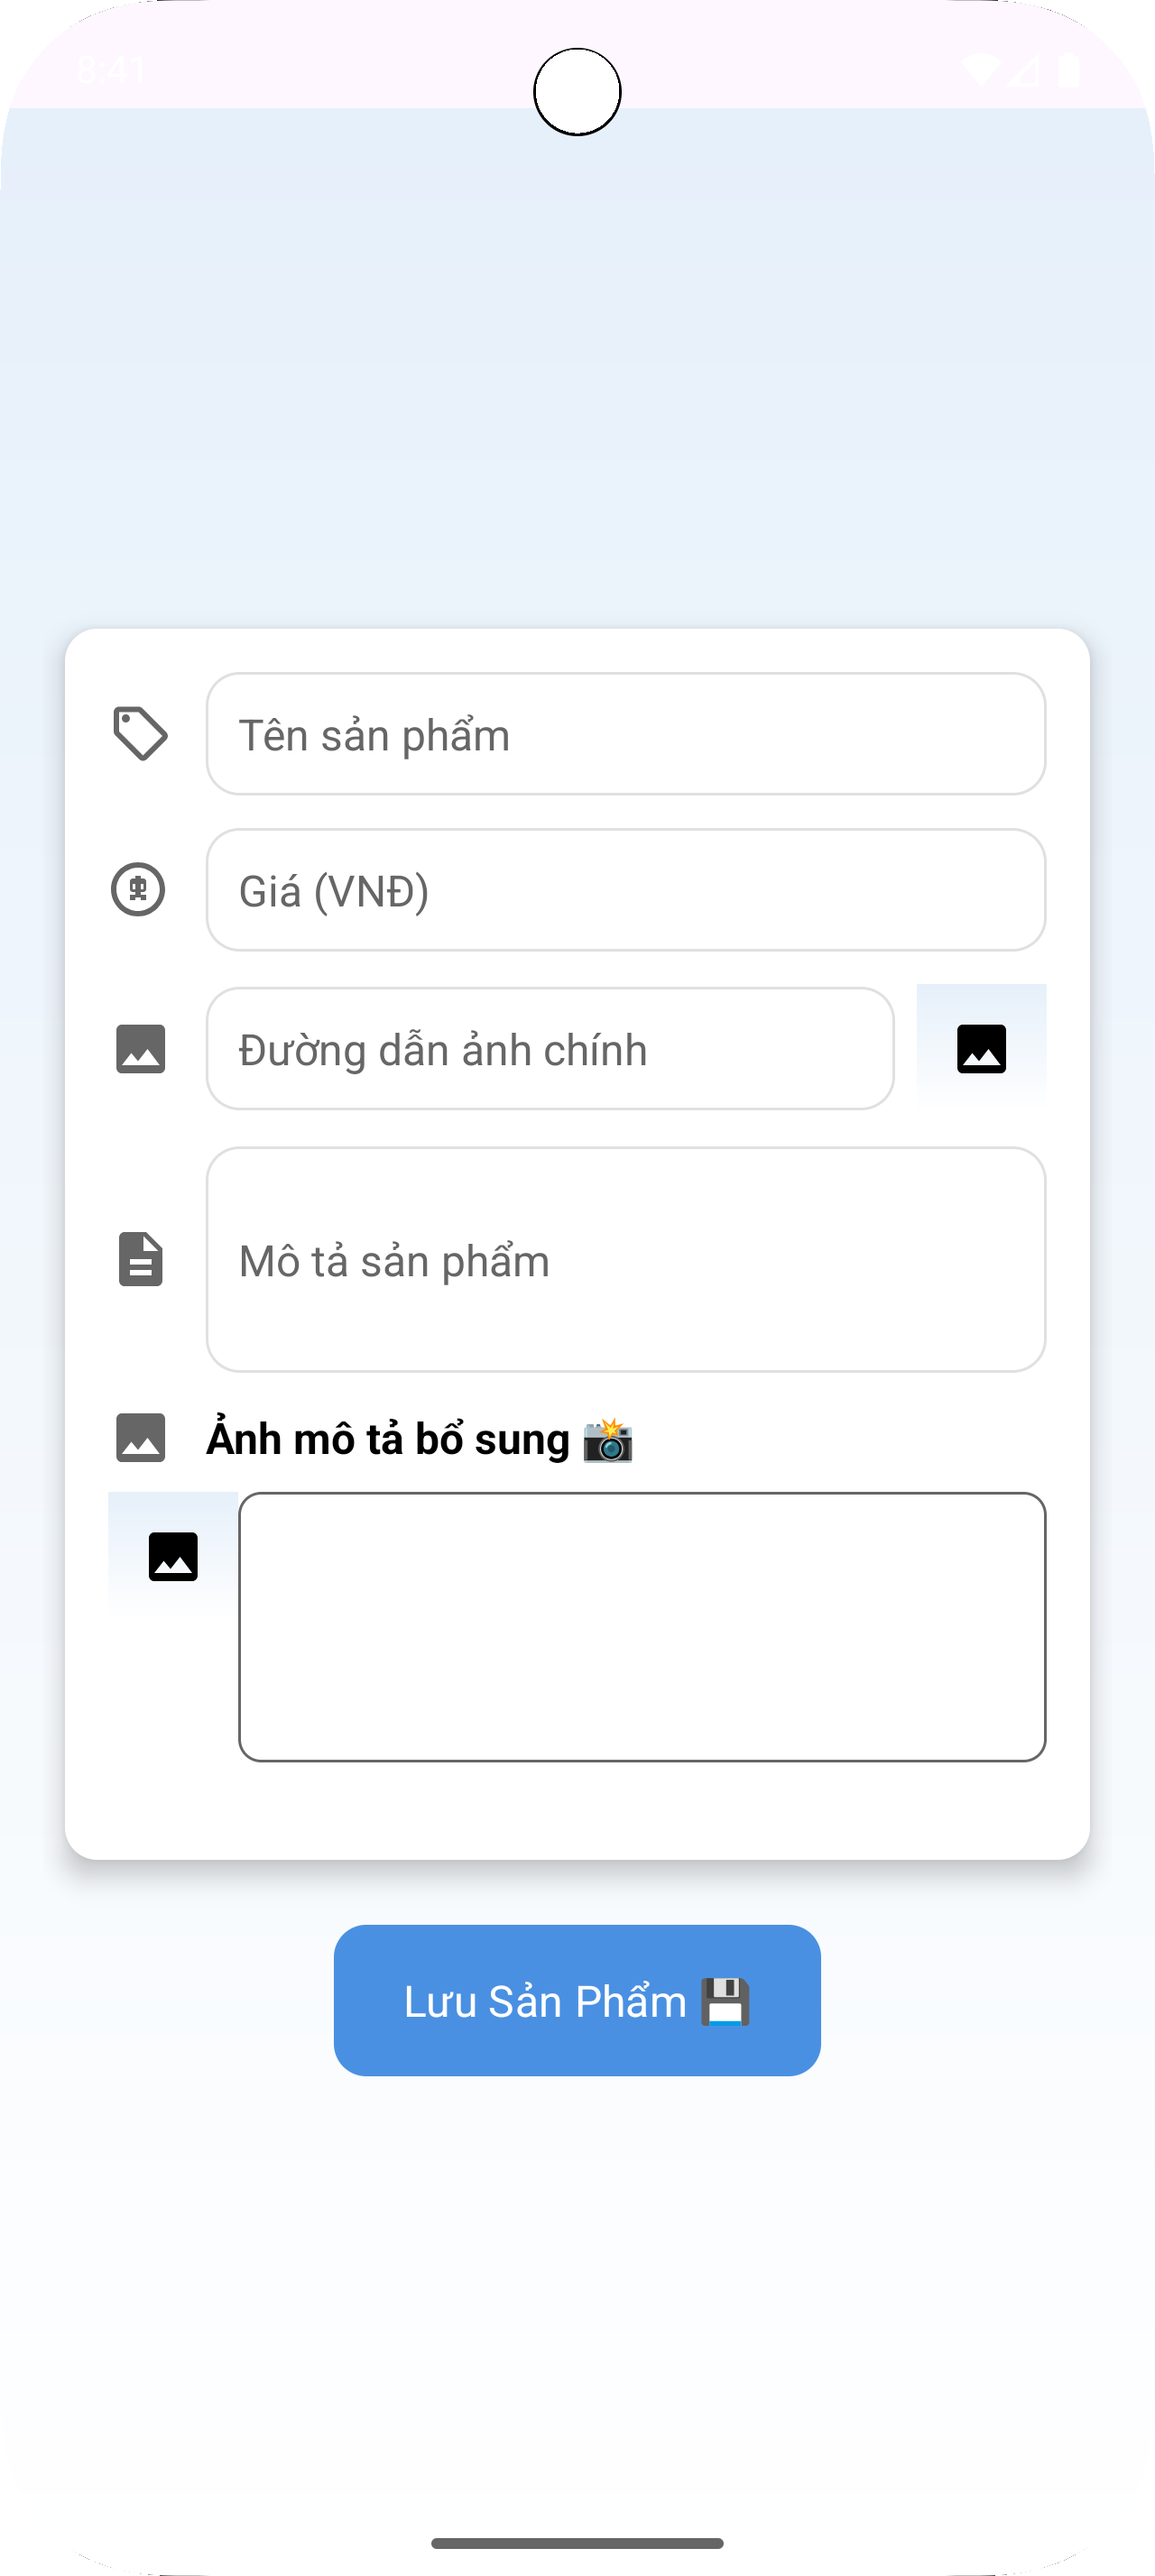 8:41
Tên sản phẩm
Giá (VNĐ)
Đường dẫn ảnh chính
Mô tả sản phẩm
Ảnh mô tả bổ sung 📸
Lưu Sản Phẩm 💾